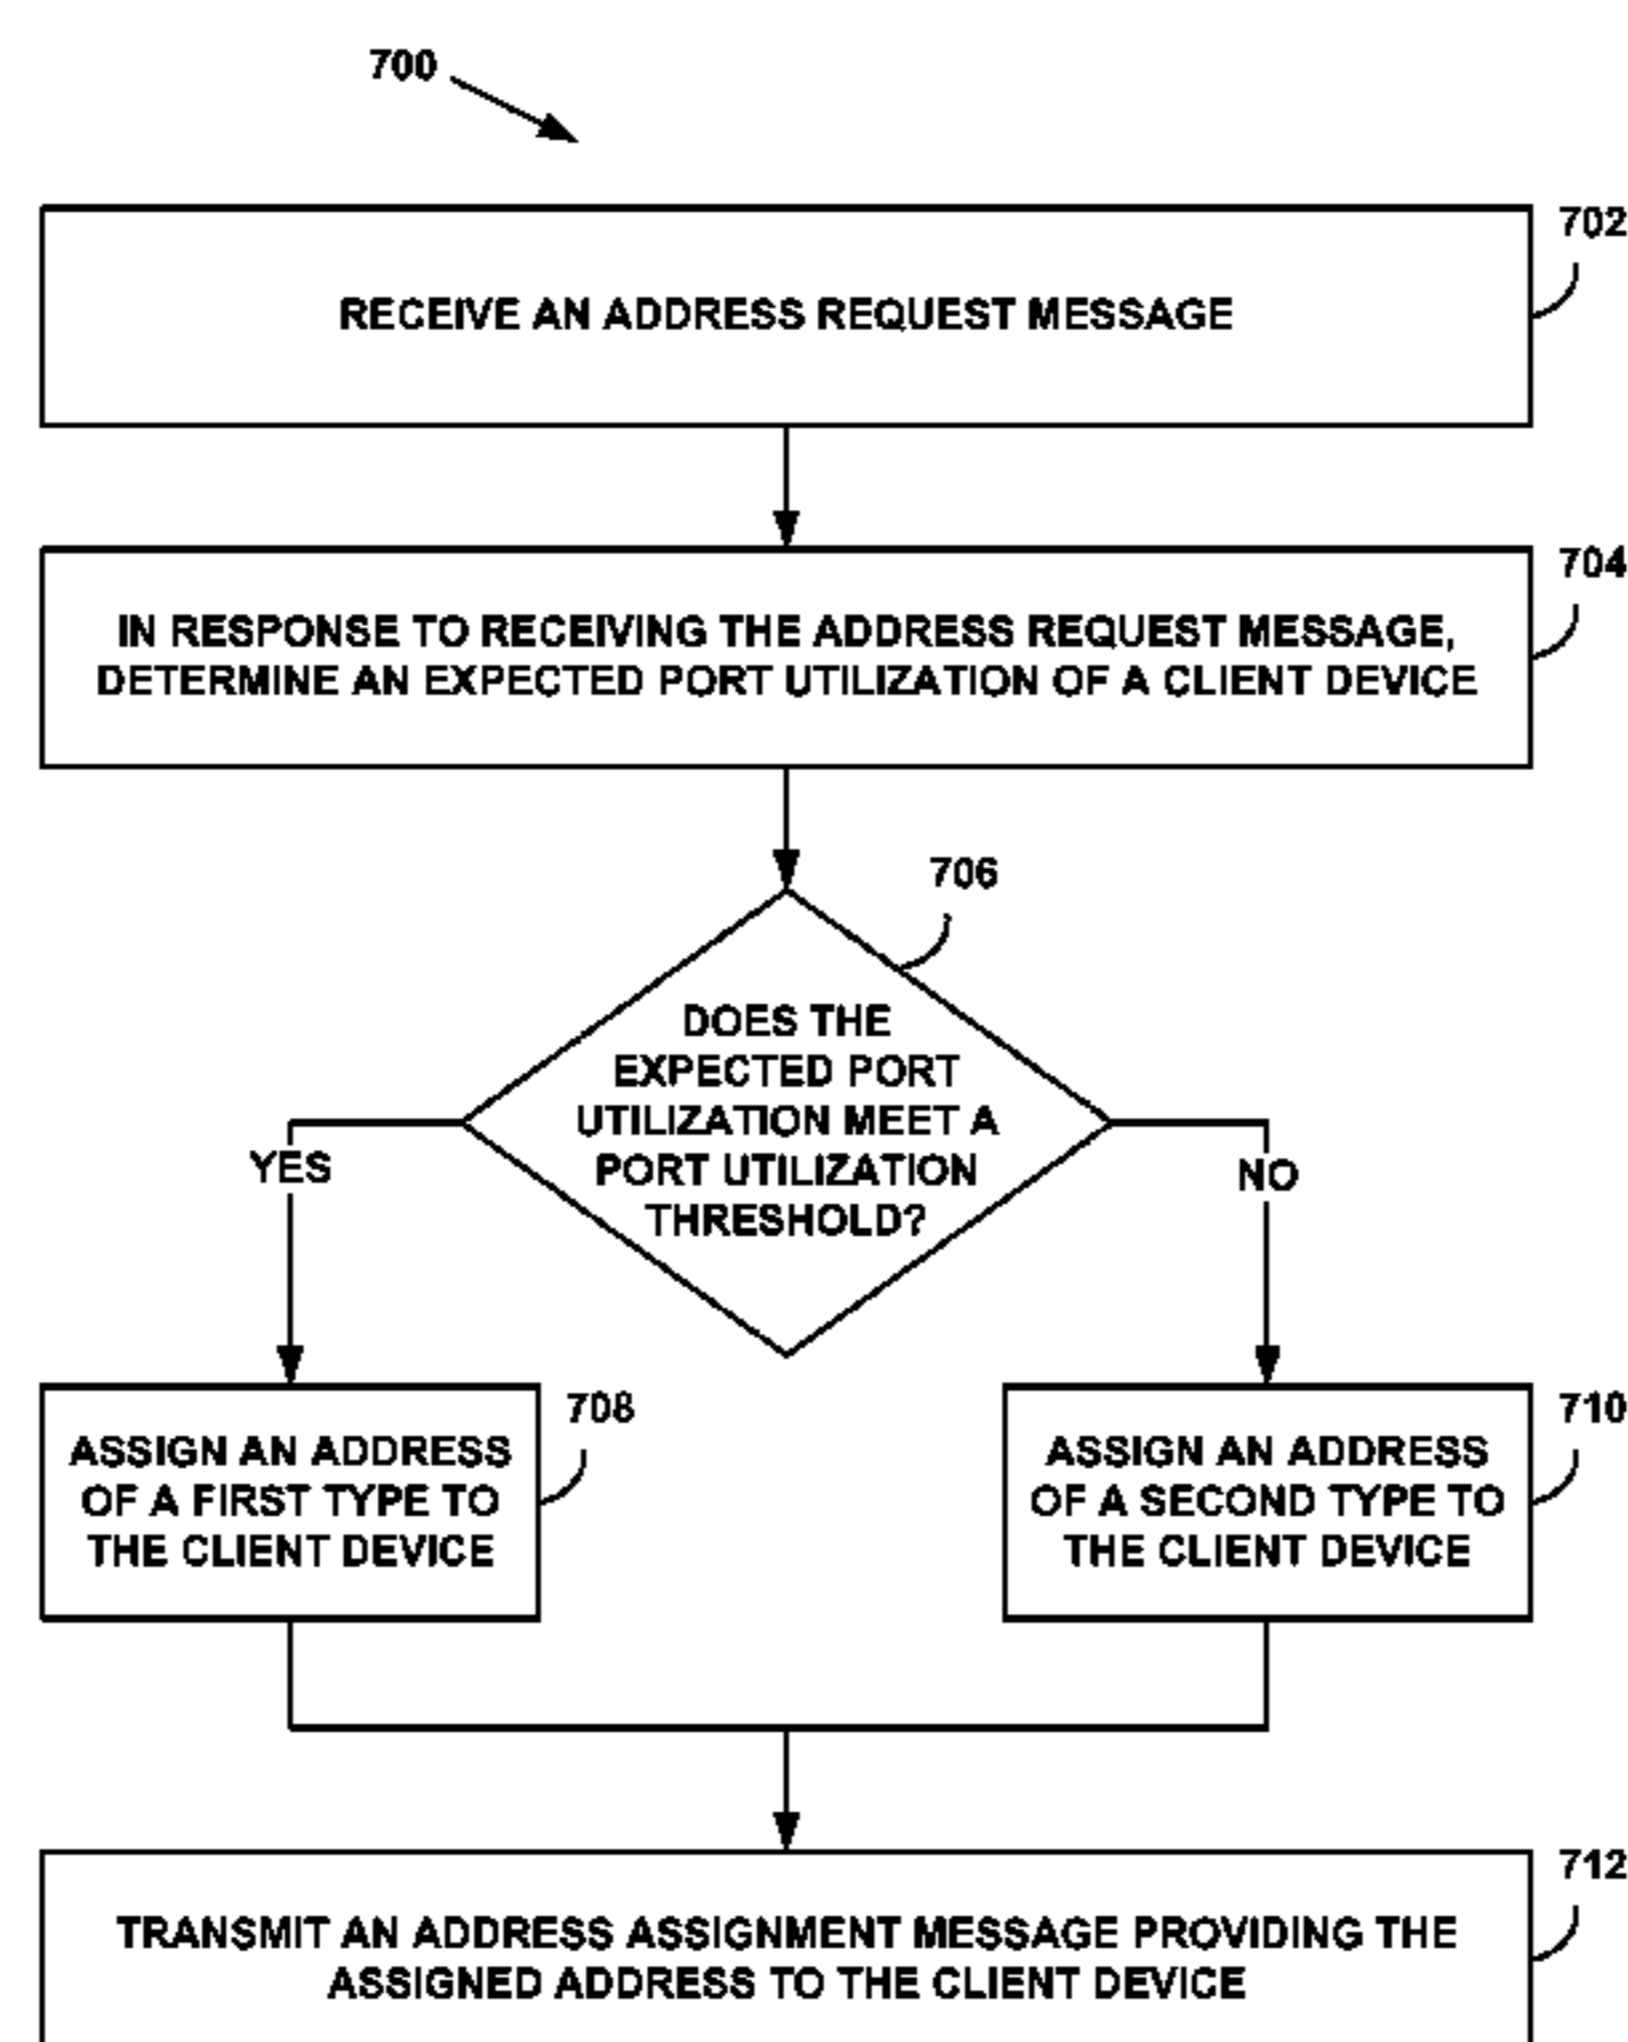 700
702
RECEIVE AN ADDRESS REQUEST MESSAGE
704
IN RESPONSE TO RECEIVING THE ADDRESS REQUEST MESSAGE,
DETERMINE AN EXPECTED PORT UTILIZATION OF A CLIENT DEVICE
706
DOES THE
EXPECTED PORT
UTILIZATION MEET A
PORT UTILIZATION
THRESHOLD?
YES
NO
708
ASSIGN AN ADDRESS
OF A FIRST TYPE TO
THE CLIENT DEVICE
710
ASSIGN AN ADDRESS
OF A SECOND TYPE TO
THE CLIENT DEVICE
712
TRANSMIT AN ADDRESS ASSIGNMENT MESSAGE PROVIDING THE
ASSIGNED ADDRESS TO THE CLIENT DEVICE